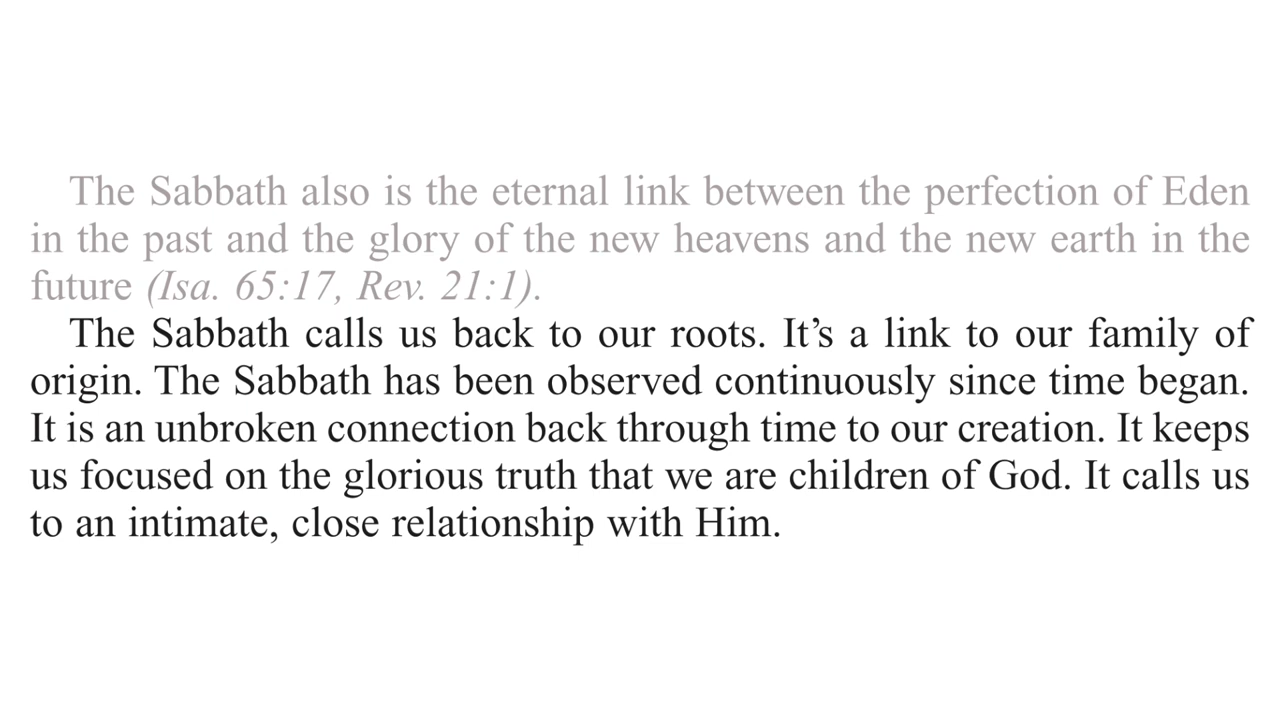 The Sabbath also is the eternal link between the perfection of Eden
in the past and the glory of the new heavens and the new earth in the
future (Isa. 65:17, Rev. 21:1).
The Sabbath calls us back to our roots. It’s a link to our family of
origin. The Sabbath has been observed continuously since time began.
It is an unbroken connection back through time to our creation. It keeps
us focused on the glorious truth that we are children of God. It calls us
to an intimate, close relationship with Him.